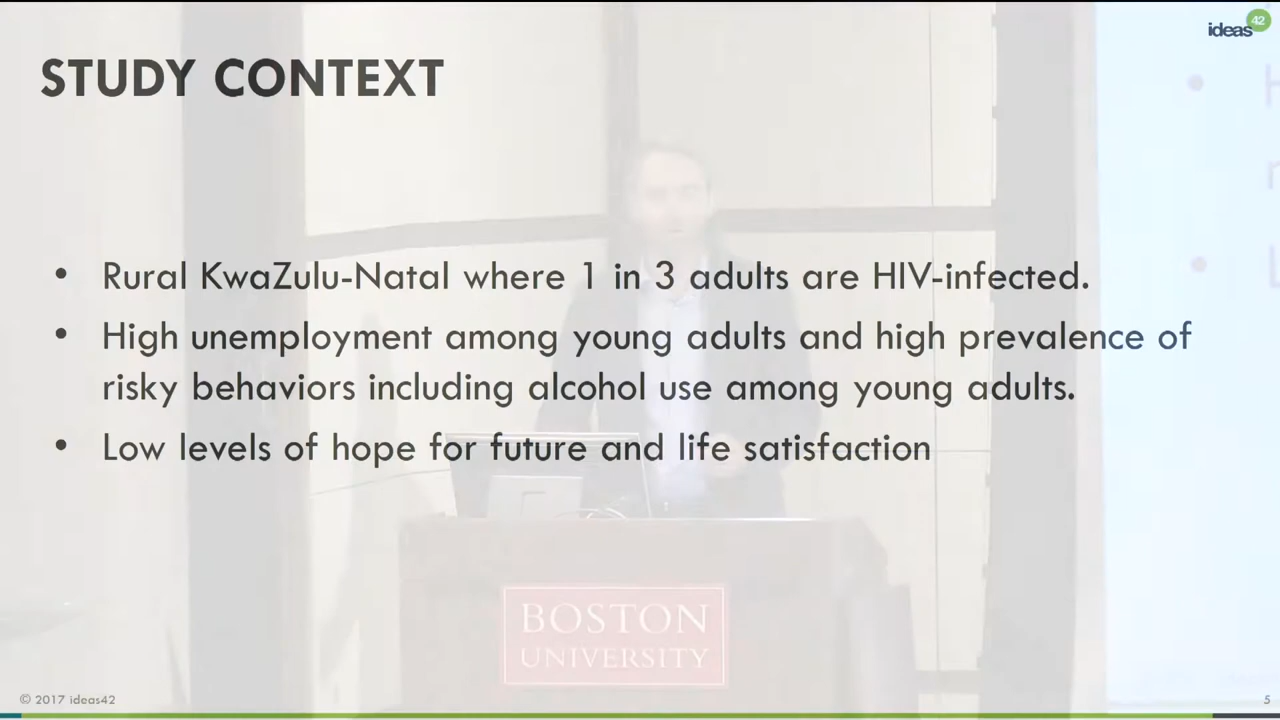 ideas42
STUDY CONTEXT
• Rural KwaZulu-Natal where 1 in 3 adults are HIV-infected.
• High unemployment among young adults and high prevalence of
risky behaviors including alcohol use among young adults.
• Low levels of hope for future and life satisfaction
BOSTON
UNIVERSITY
© 2017 ideas42
5